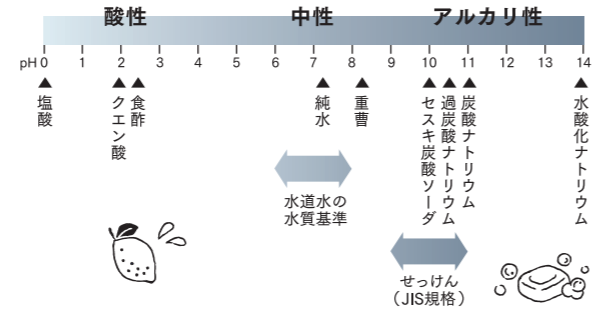 酸性 中性 アルカリ性
pH 0 1 2 3 4 5 6 7 8 9 10 11 12 13 14
塩酸
クエン酸
食酢
純水
重曹
セスキ炭酸ソーダ
過炭酸ナトリウム
炭酸ナトリウム
水酸化ナトリウム
水道水の
水質基準
せっけん
（JIS規格）